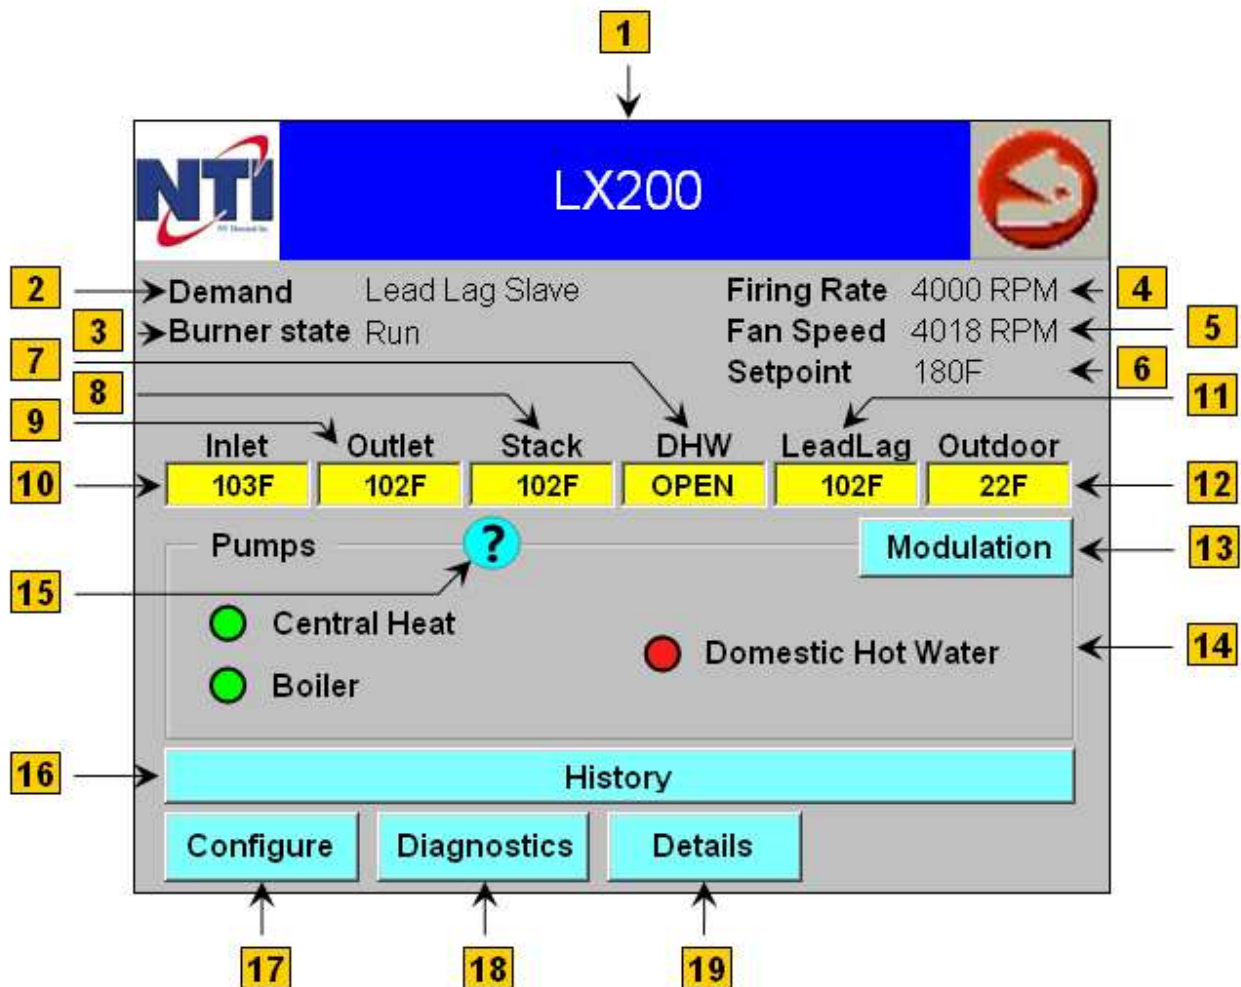 1
NTI
LX200
2 Demand Lead Lag Slave Firing Rate 4000 RPM 4
3 Burner state Run Fan Speed 4018 RPM 5
7 Setpoint 180F 6
8 11
9 Inlet Outlet Stack DHW LeadLag Outdoor
10 103F 102F 102F OPEN 102F 22F 12
Pumps ? Modulation 13
15 Central Heat
Domestic Hot Water 14
Boiler
16 History
Configure Diagnostics Details
17 18 19